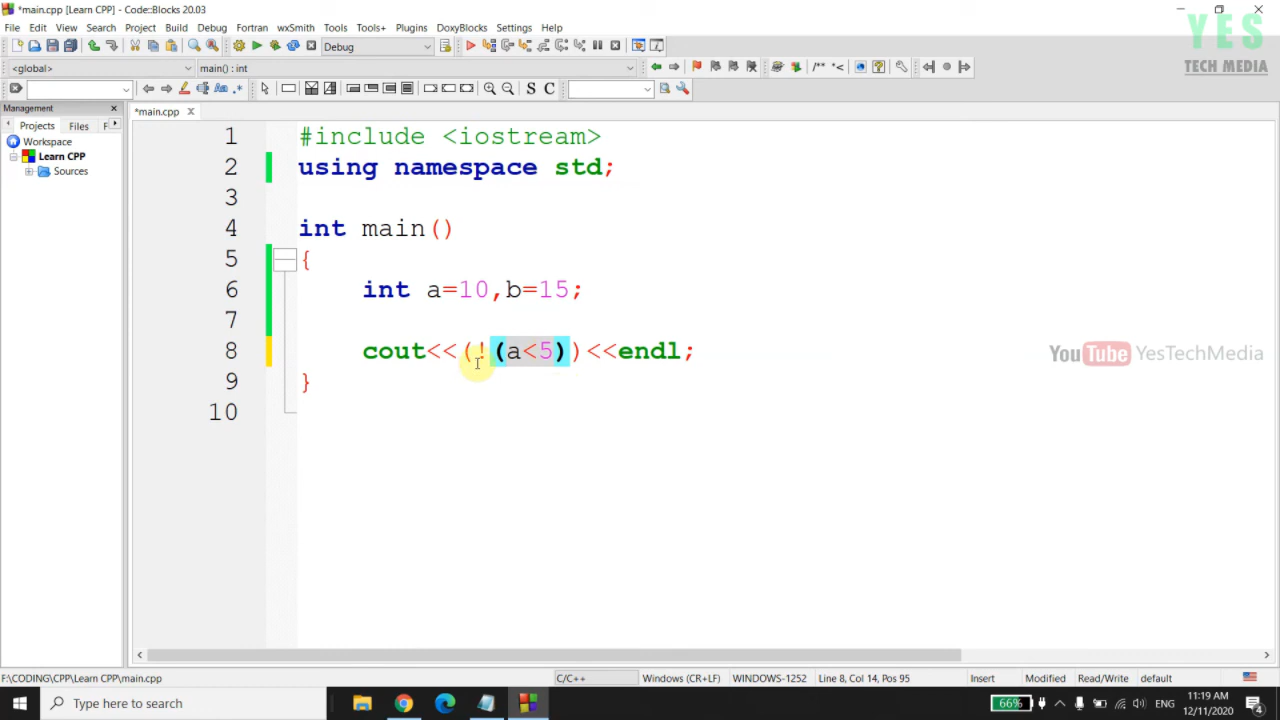 *main.cpp [Learn CPP] - Code::Blocks 20.03
File Edit View Search Project Build Debug Fortran wxSmith Tools Tools+ Plugins DoxyBlocks Settings Help
YES
TECH MEDIA
Debug
<global> main() : int
/** *<
S C
Management
Projects Files F
*main.cpp X
Workspace
Learn CPP
Sources
1 #include <iostream>
2 using namespace std;
3
4 int main()
5 {
6 int a=10,b=15;
7
8 cout<<(!(a<5))<<endl;
9 }
10
YouTube YesTechMedia
F:\CODING\CPP\Learn CPP\main.cpp C/C++ Windows (CR+LF) WINDOWS-1252 Line 8, Col 14, Pos 95 Insert Modified Read/Write default
Type here to search
66% ENG 11:19 AM
12/11/2020 4